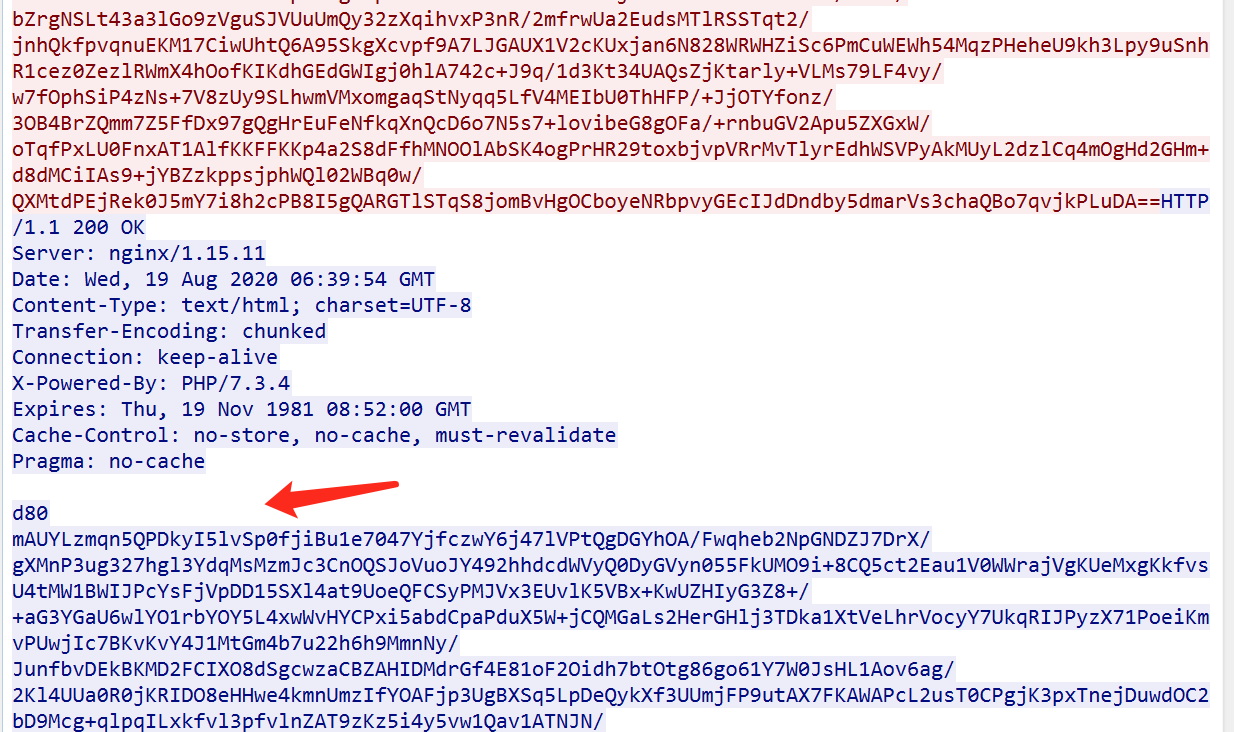 bZrgNSLt43a3lGo9zVguSJVUuUmQy32zXqihvxP3nR/2mfrwUa2EudsMTlRSSTqt2/
jnhQkfpvqnuEKM17CiwUhtQ6A95SkgXcvpf9A7LJGAUX1V2cKUxjan6N828WRWHZiSc6PmCuWEWh54MqzPHeheU9kh3Lpy9uSnh
R1cez0ZezlRWmX4hOofKIKdhGEdGWIgj0hlA742c+J9q/1d3Kt34UAQsZjKtarly+VLMs79LF4vy/
w7fOphSiP4zNs+7V8zUy9SLhwmVMxomgaqStNyqq5LfV4MEIbU0ThHFP/+JjOTYfonz/
3OB4BrZQmm7Z5FfDx97gQgHrEuFeNfkqXnQcD6o7N5s7+lovibeG8gOFa/+rnbuGV2Apu5ZXGxW/
oTqfPxLU0FnxAT1AlfKKFFKKp4a2S8dFfhMNOOlAbSK4ogPrHR29toxbjvpVRrMvTlyrEdhWSVPyAkMUyL2dzlCq4mOgHd2GHm+
d8dMCiIAs9+jYBZzkppsjphWQl02WBq0w/
QXMtdPEjRek0J5mY7i8h2cPB8I5gQARGTlSTqS8jomBvHgOCboyeNRbpvyGEcIJdDndby5dmarVs3chaQBo7qvjkPLuDA==HTTP
/1.1 200 OK
Server: nginx/1.15.11
Date: Wed, 19 Aug 2020 06:39:54 GMT
Content-Type: text/html; charset=UTF-8
Transfer-Encoding: chunked
Connection: keep-alive
X-Powered-By: PHP/7.3.4
Expires: Thu, 19 Nov 1981 08:52:00 GMT
Cache-Control: no-store, no-cache, must-revalidate
Pragma: no-cache
d80
mAUYLzmqn5QPDkyI5lvSp0fjiBu1e7047YjfczwY6j47lVPtQgDGYhOA/Fwqheb2NpGNDZJ7DrX/
gXMnP3ug327hgl3YdqMsMzmJc3CnOQSJoVuoJY492hhdcdWVyQ0DyGVyn055FkUMO9i+8CQ5ct2Eau1V0WWrajVgKUeMxgKkfvs
U4tMW1BWIJPcYsFjVpDD15SXl4at9UoeQFCSyPMJVx3EUvlK5VBx+KwUZHIyG3Z8+/
+aG3YGaU6wlYO1rbYOY5L4xwWvHYCPxi5abdCpaPduX5W+jCQMGaLs2HerGHlj3TDka1XtVeLhrVocyY7UkqRIJPyzX71PoeiKm
vPUwjIc7BKvKvY4J1MtGm4b7u22h6h9MmnNy/
JunfbvDEkBKMD2FCIXO8dSgcwzaCBZAHIDMdrGf4E81oF2Oidh7btOtg86go61Y7W0JsHL1Aov6ag/
2Kl4UUa0R0jKRIDO8eHHwe4kmnUmzIfYOAFjp3UgBXSq5LpDeQykXf3UUmjFP9utAX7FKAWAPcL2usT0CPgjK3pxTnejDuwdOC2
bD9Mcg+qlpqILxkfvl3pfvlnZAT9zKz5i4y5vw1Qav1ATNJN/